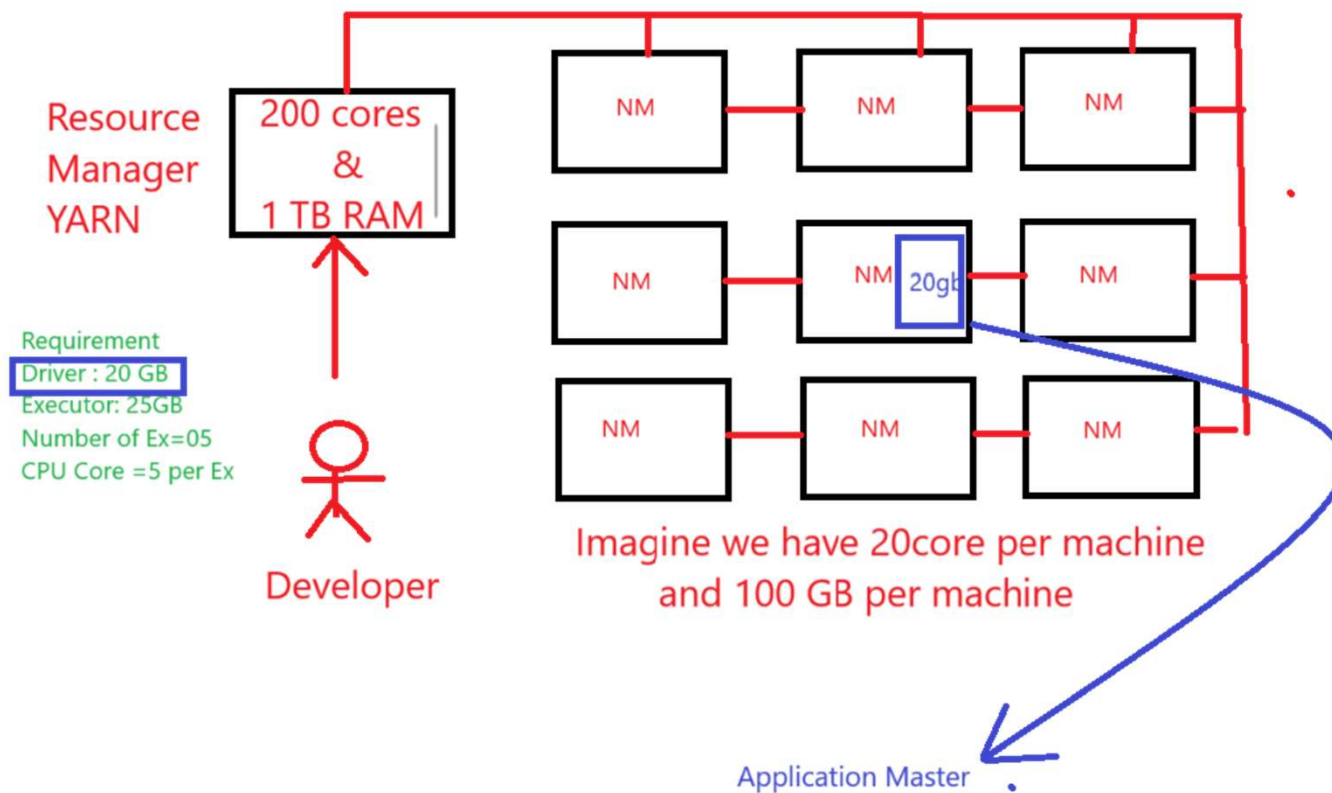 Resource
Manager
YARN
200 cores
&
1 TB RAM
NM
NM
NM
NM
NM
20gb
NM
NM
NM
NM
Requirement
Driver : 20 GB
Executor: 25GB
Number of Ex=05
CPU Core =5 per Ex
Developer
Imagine we have 20core per machine
and 100 GB per machine
Application Master